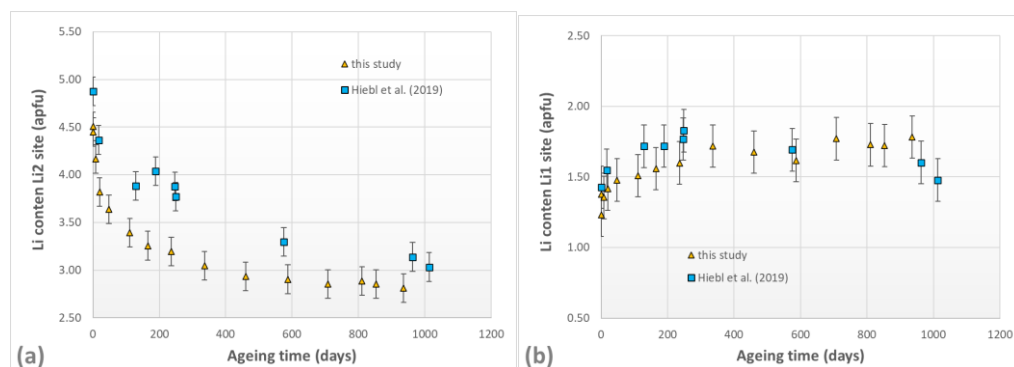 5.50
5.00
4.50
4.00
3.50
3.00
2.50
Li conten Li2 site (apfu)
this study
Hiebl et al. (2019)
0 200 400 600 800 1000 1200
Ageing time (days)
(a)
2.50
2.00
1.50
1.00
0.50
Li conten Li1 site (apfu)
this study
Hiebl et al. (2019)
0 200 400 600 800 1000 1200
Ageing time (days)
(b)